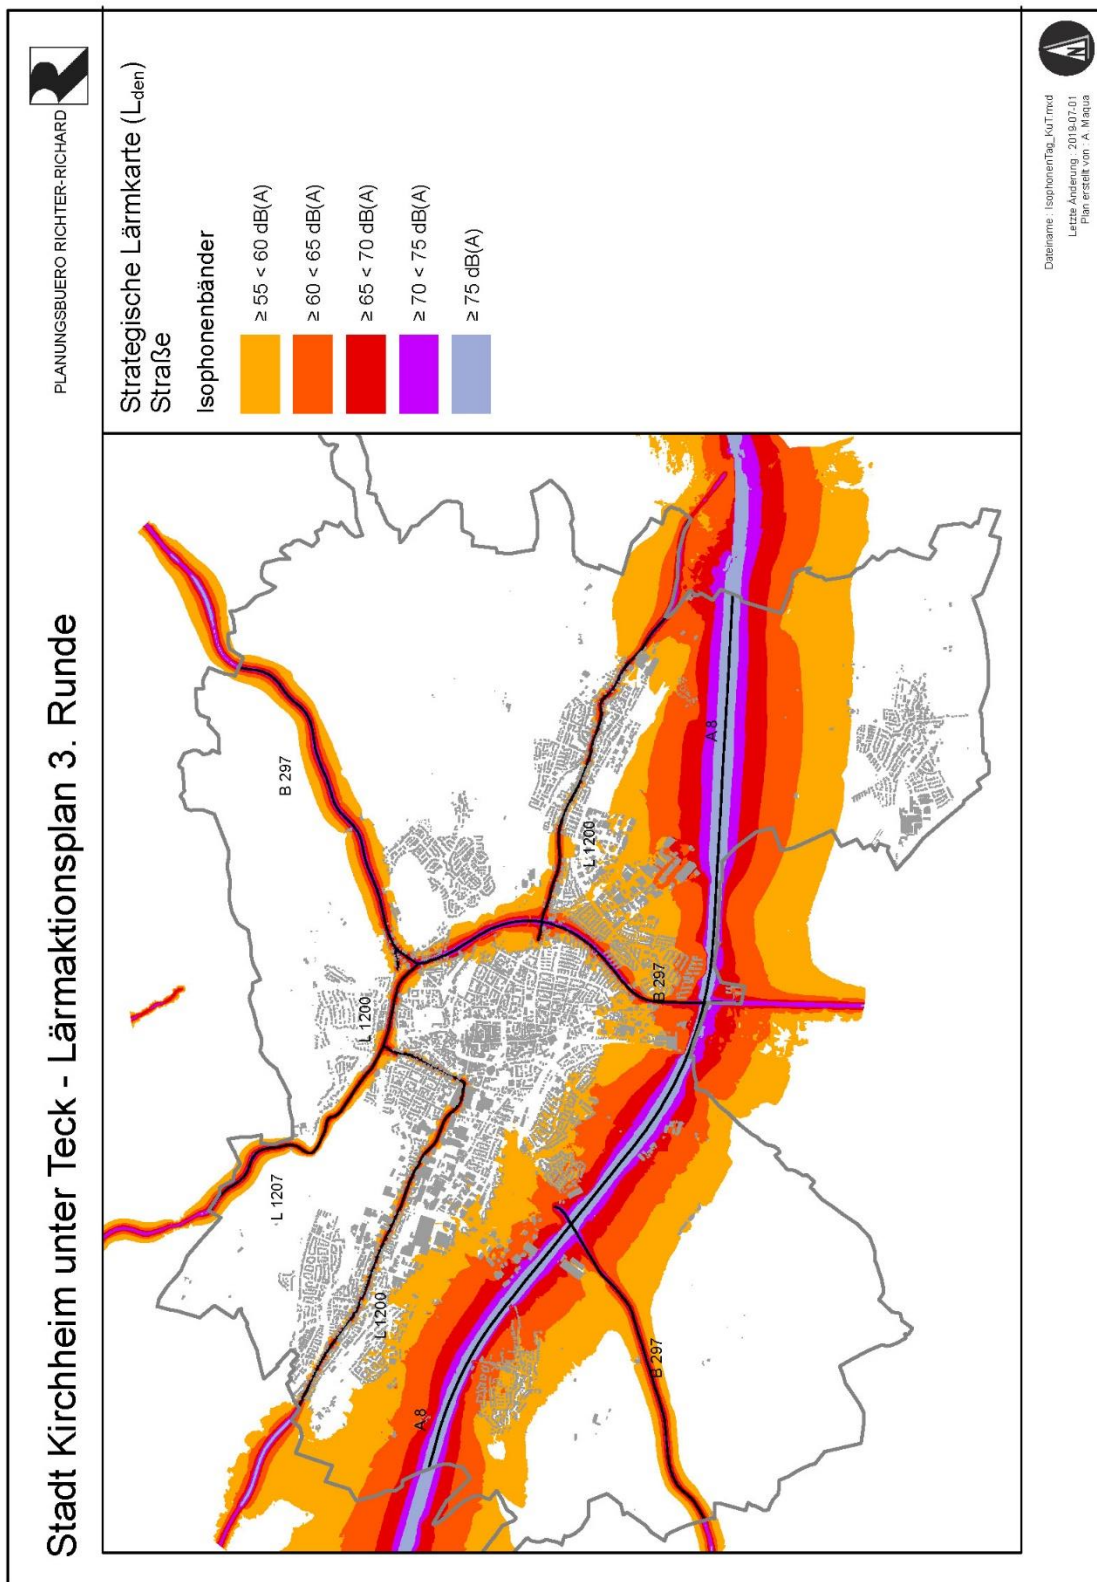 Stadt Kirchheim unter Teck - Lärmaktionsplan 3. Runde
PLANUNGSBUERO RICHTER-RICHARD
Strategische Lärmkarte (Lden)
Straße
Isophonenbänder
≥ 55 < 60 dB(A)
≥ 60 < 65 dB(A)
≥ 65 < 70 dB(A)
≥ 70 < 75 dB(A)
≥ 75 dB(A)
L 1207
L 1200
B 297
L 1200
A 8
L 1200
B 297
A 8
B 297
N
Dateiname : IsophonenTag_KuT.mxd
Letzte Änderung : 2019-07-01
Plan erstellt von : A. Maqua